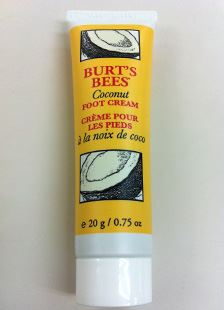 BURT'S
BEES®
Coconut
FOOT CREAM
CRÈME POUR
LES PIEDS
à la noix de coco
e 20 g / 0.75 oz